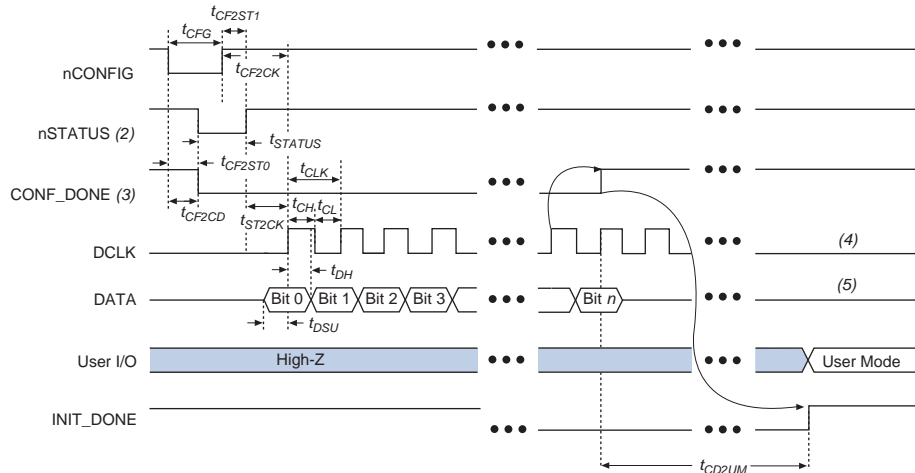 tCF2ST1
tCFG
nCONFIG
tCF2CK
nSTATUS (2)
tSTATUS
tCF2ST0
tCLK
CONF_DONE (3)
tCF2CD
tST2CK
tCH
tCL
DCLK
(4)
tDH
DATA
Bit 0
Bit 1
Bit 2
Bit 3
Bit n
(5)
tDSU
User I/O
High-Z
User Mode
INIT_DONE
tCD2UM